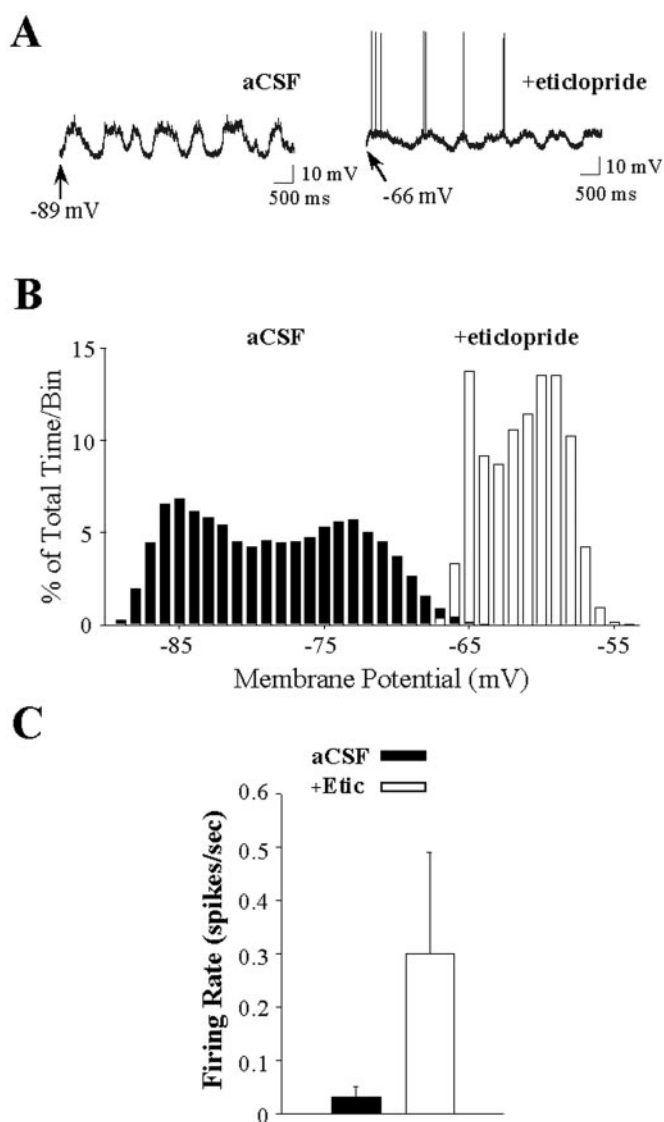 A
aCSF
+eticlopride
10 mV
500 ms
-89 mV
10 mV
500 ms
-66 mV
B
aCSF
+eticlopride
% of Total Time/Bin
15
10
5
0
-85
-75
-65
-55
Membrane Potential (mV)
C
aCSF
+Etic
Firing Rate (spikes/sec)
0.6
0.5
0.4
0.3
0.2
0.1
0